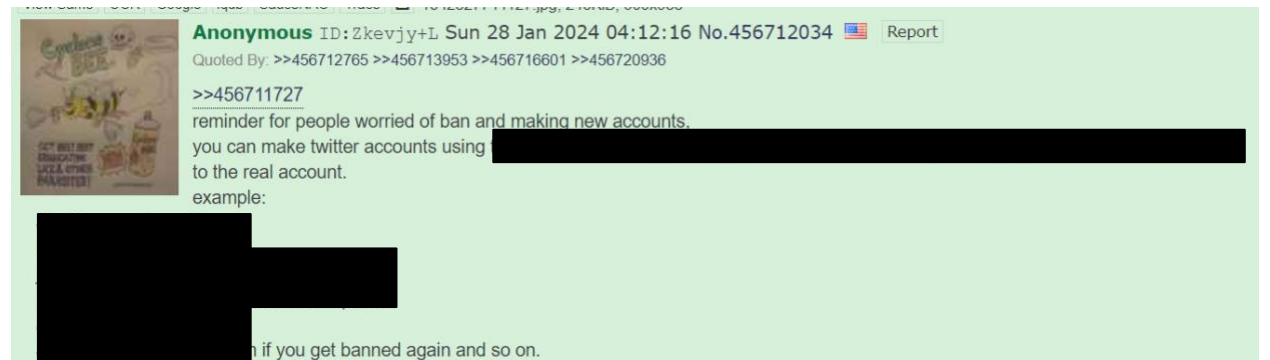 Anonymous ID:Zkevjy+L Sun 28 Jan 2024 04:12:16 No.456712034 Report
Quoted By: >>456712765 >>456713953 >>456716601 >>456720936
>>456711727
reminder for people worried of ban and making new accounts,
you can make twitter accounts using
to the real account.
example:
if you get banned again and so on.
BEE